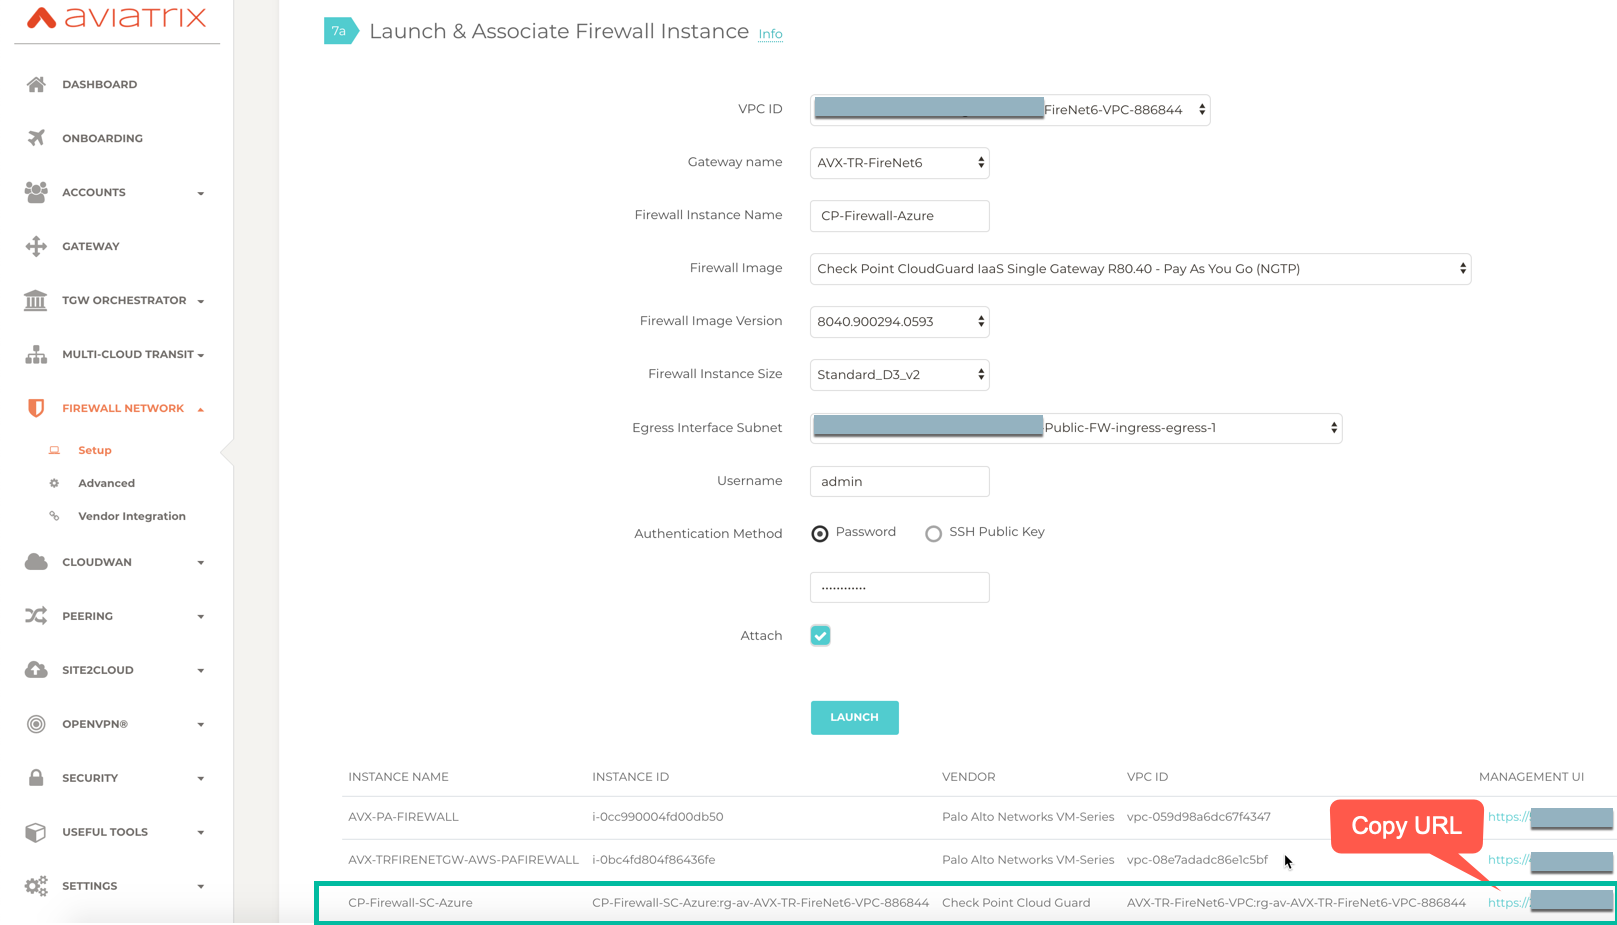 AVIATRIX
DASHBOARD
ONBOARDING
ACCOUNTS
GATEWAY
TGW ORCHESTRATOR
MULTI-CLOUD TRANSIT
FIREWALL NETWORK
Setup
Advanced
Vendor Integration
CLOUDWAN
PEERING
SITE2CLOUD
OPENVPN®
SECURITY
USEFUL TOOLS
SETTINGS
7a Launch & Associate Firewall Instance Info
VPC ID FireNet6-VPC-886844
Gateway name AVX-TR-FireNet6
Firewall Instance Name CP-Firewall-Azure
Firewall Image Check Point CloudGuard IaaS Single Gateway R80.40 - Pay As You Go (NGTP)
Firewall Image Version 8040.900294.0593
Firewall Instance Size Standard_D3_v2
Egress Interface Subnet -Public-FW-ingress-egress-1
Username admin
Authentication Method Password SSH Public Key
············
Attach
LAUNCH
INSTANCE NAME INSTANCE ID VENDOR VPC ID MANAGEMENT UI
AVX-PA-FIREWALL i-0cc990004fd00db50 Palo Alto Networks VM-Series vpc-059d98a6dc67f4347 https://
Copy URL
AVX-TRFIRENETGW-AWS-PAFIREWALL i-0bc4fd804f86436fe Palo Alto Networks VM-Series vpc-08e7adadc86e1c5bf https://
CP-Firewall-SC-Azure CP-Firewall-SC-Azure:rg-av-AVX-TR-FireNet6-VPC-886844 Check Point Cloud Guard AVX-TR-FireNet6-VPC:rg-av-AVX-TR-FireNet6-VPC-886844 https://